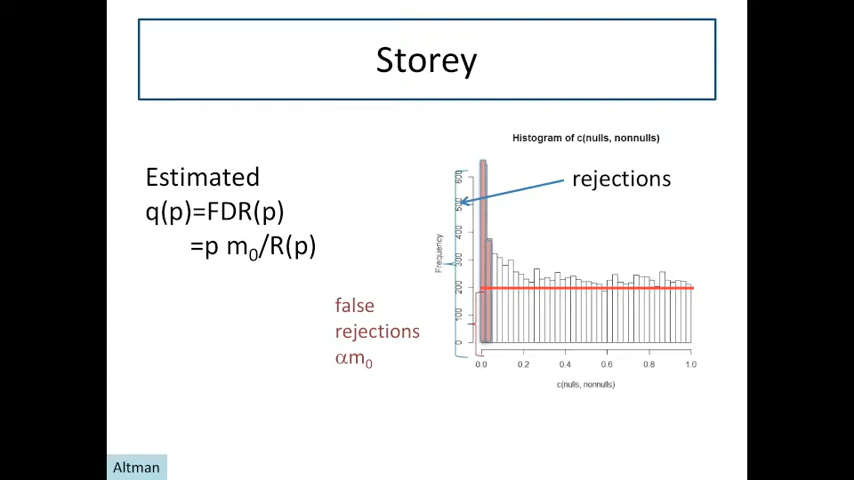 Storey
Histogram of c(nulls, nonnulls)
Estimated
q(p)=FDR(p)
=p m₀/R(p)
rejections
false
rejections
αm₀
Frequency
0 100 200 300 400 500 600
0.0 0.2 0.4 0.6 0.8 1.0
c(nulls, nonnulls)
Altman